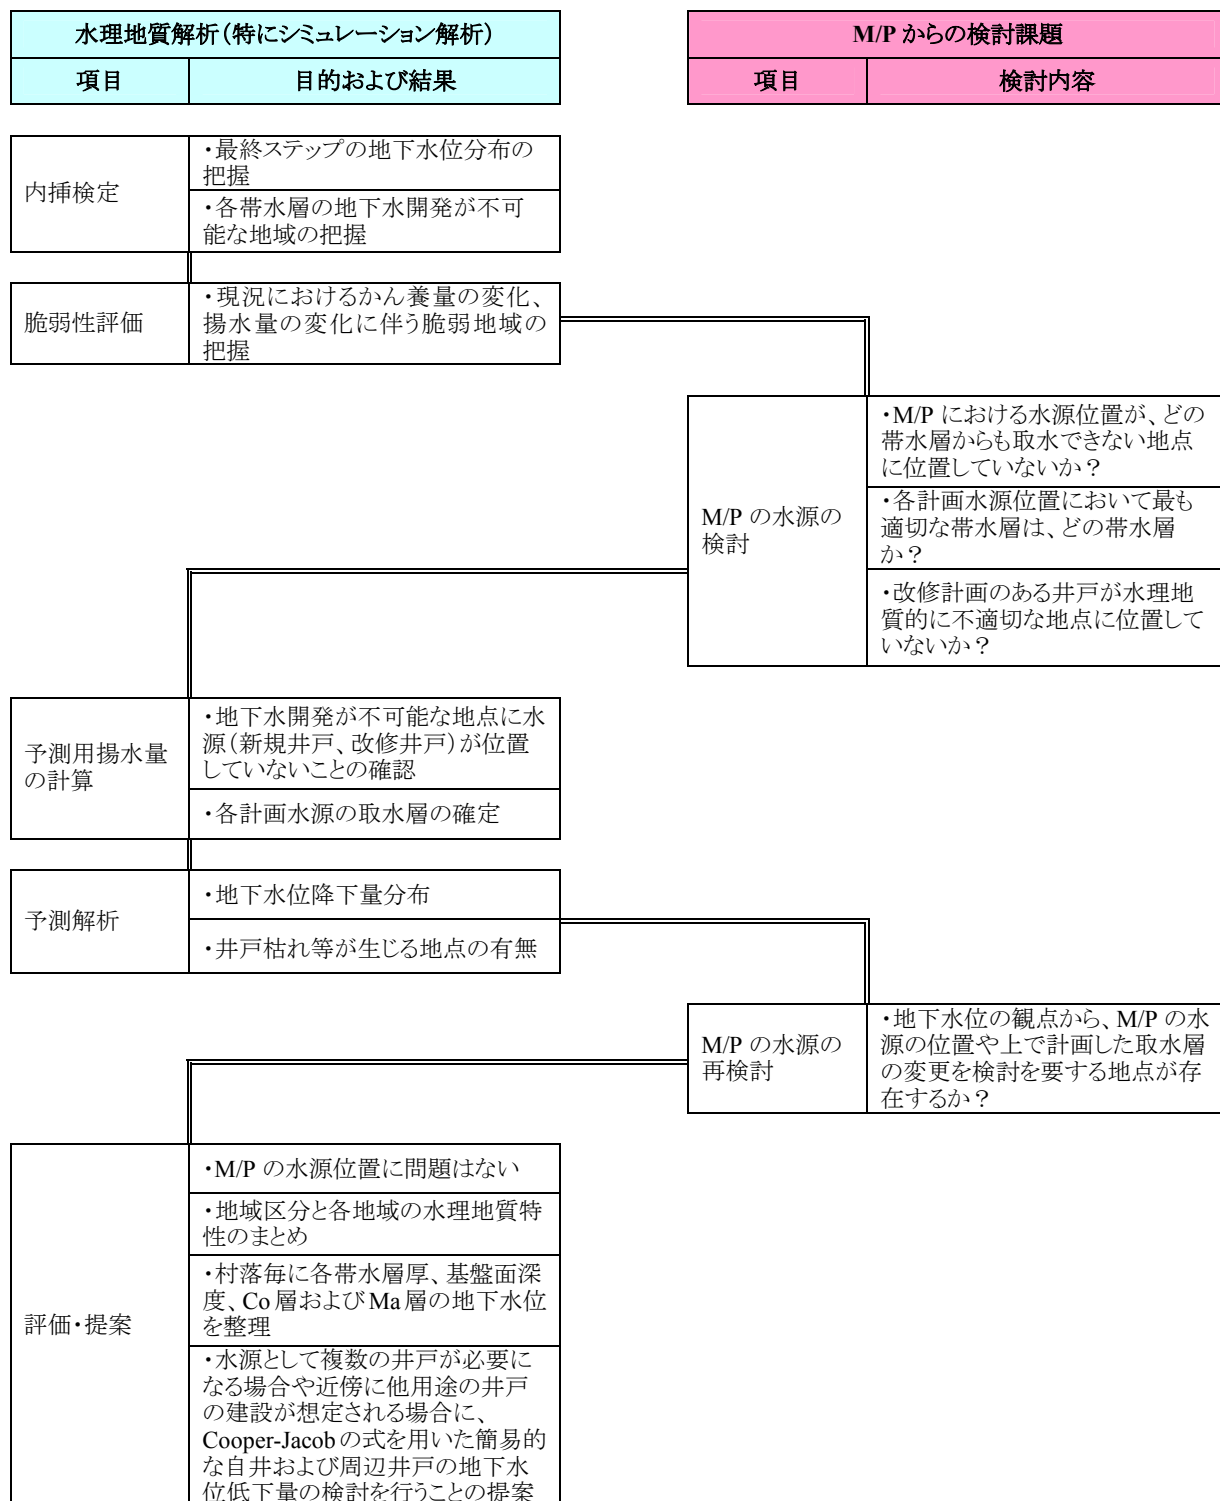 水理地質解析（特にシミュレーション解析）
項目
目的および結果
M/P からの検討課題
項目
検討内容
内挿検定
・最終ステップの地下水位分布の
把握
・各帯水層の地下水開発が不可
能な地域の把握
脆弱性評価
・現況におけるかん養量の変化、
揚水量の変化に伴う脆弱地域の
把握
M/P の水源の
検討
・M/P における水源位置が、どの
帯水層からも取水できない地点
に位置していないか？
・各計画水源位置において最も
適切な帯水層は、どの帯水層
か？
・改修計画のある井戸が水理地
質的に不適切な地点に位置して
いないか？
予測用揚水量
の計算
・地下水開発が不可能な地点に水
源（新規井戸、改修井戸）が位置
していないことの確認
・各計画水源の取水層の確定
予測解析
・地下水位降下量分布
・井戸枯れ等が生じる地点の有無
M/P の水源の
再検討
・地下水位の観点から、M/P の水
源の位置や上で計画した取水層
の変更を検討を要する地点が存
在するか？
評価・提案
・M/P の水源位置に問題はない
・地域区分と各地域の水理地質特
性のまとめ
・村落毎に各帯水層厚、基盤面深
度、Co 層および Ma 層の地下水位
を整理
・水源として複数の井戸が必要に
なる場合や近傍に他用途の井戸
の建設が想定される場合に、
Cooper-Jacob の式を用いた簡易的
な自井および周辺井戸の地下水
位低下量の検討を行うことの提案